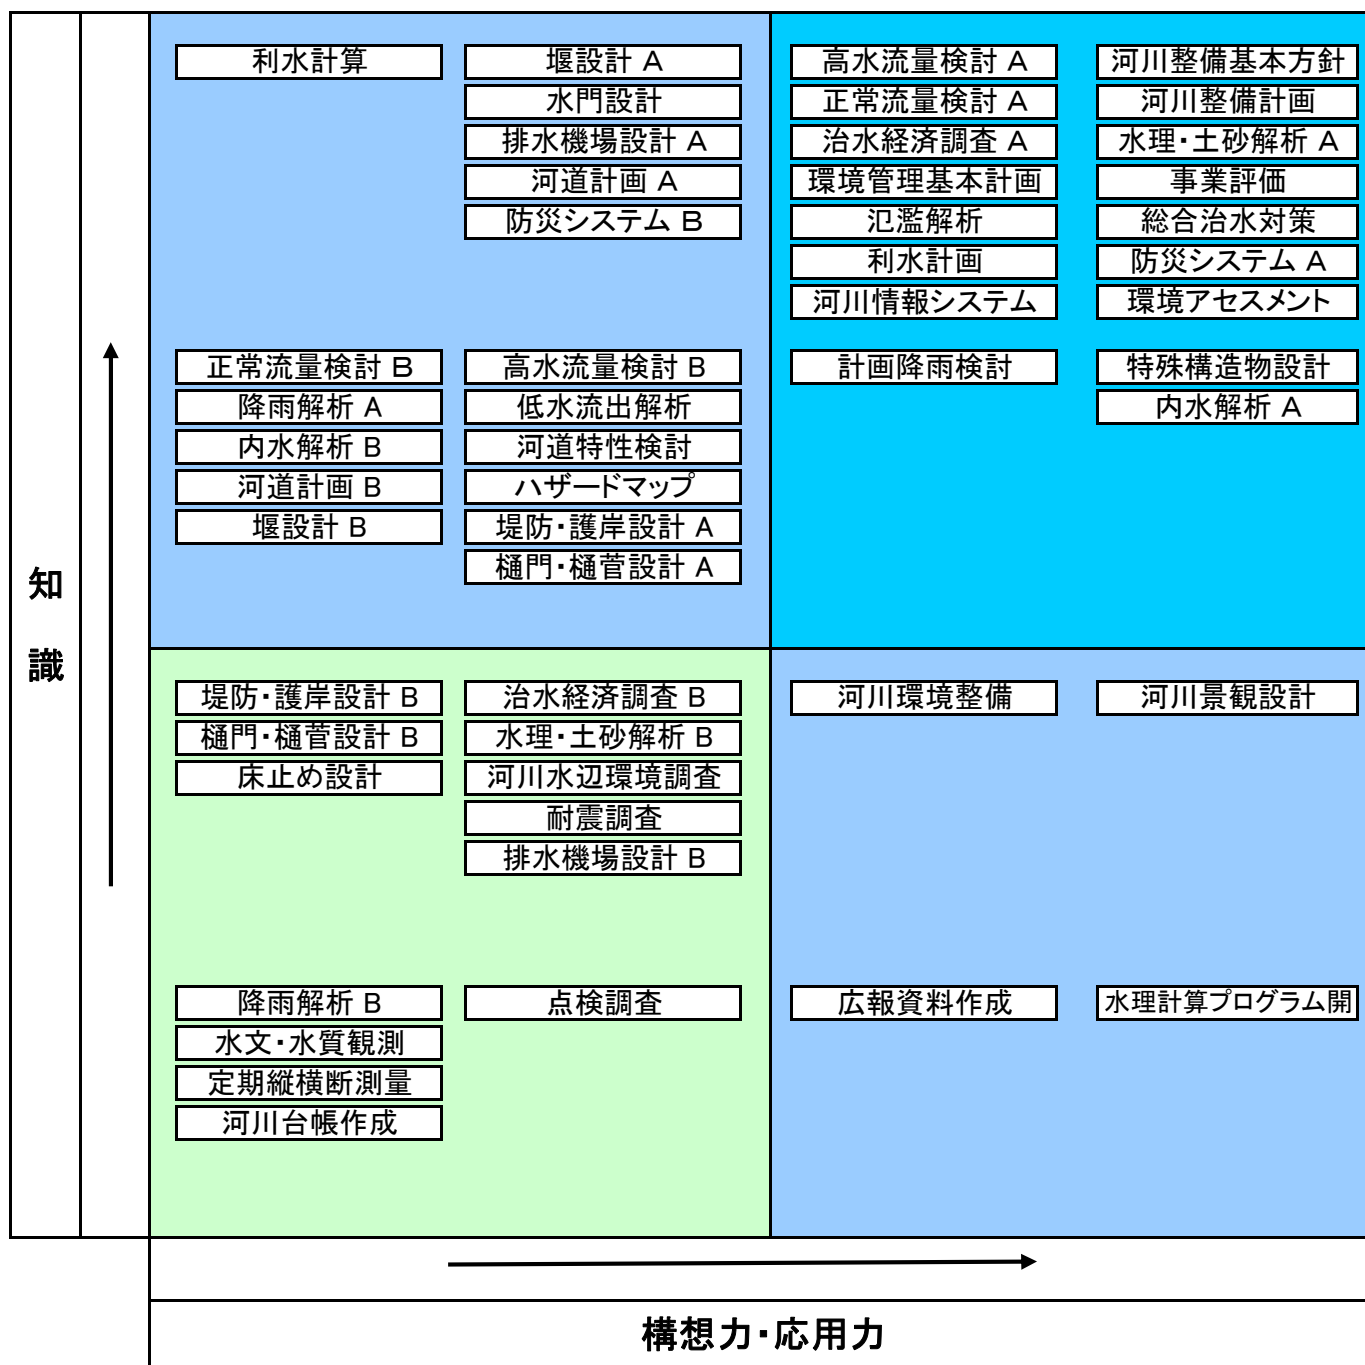 利水計算
堰設計 A
水門設計
排水機場設計 A
河道計画 A
防災システム B
高水流量検討 A
正常流量検討 A
治水経済調査 A
環境管理基本計画
氾濫解析
利水計画
河川情報システム
河川整備基本方針
河川整備計画
水理・土砂解析 A
事業評価
総合治水対策
防災システム A
環境アセスメント
正常流量検討 B
降雨解析 A
内水解析 B
河道計画 B
堰設計 B
高水流量検討 B
低水流出解析
河道特性検討
ハザードマップ
堤防・護岸設計 A
樋門・樋菅設計 A
計画降雨検討
特殊構造物設計
内水解析 A
知
識
堤防・護岸設計 B
樋門・樋菅設計 B
床止め設計
治水経済調査 B
水理・土砂解析 B
河川水辺環境調査
耐震調査
排水機場設計 B
河川環境整備
河川景観設計
降雨解析 B
水文・水質観測
定期縦横断測量
河川台帳作成
点検調査
広報資料作成
水理計算プログラム開
構想力・応用力